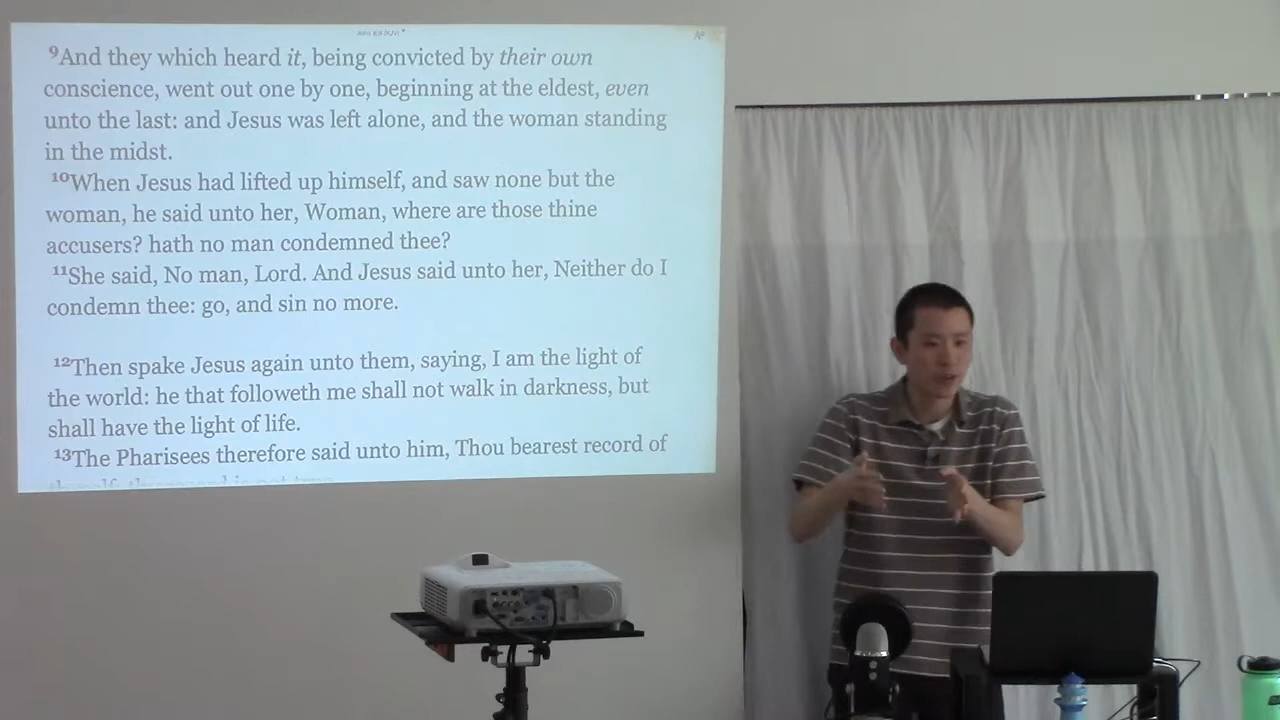 ⁹And they which heard it, being convicted by their own
conscience, went out one by one, beginning at the eldest, even
unto the last: and Jesus was left alone, and the woman standing
in the midst.
¹⁰When Jesus had lifted up himself, and saw none but the
woman, he said unto her, Woman, where are those thine
accusers? hath no man condemned thee?
¹¹She said, No man, Lord. And Jesus said unto her, Neither do I
condemn thee: go, and sin no more.
¹²Then spake Jesus again unto them, saying, I am the light of
the world: he that followeth me shall not walk in darkness, but
shall have the light of life.
¹³The Pharisees therefore said unto him, Thou bearest record of